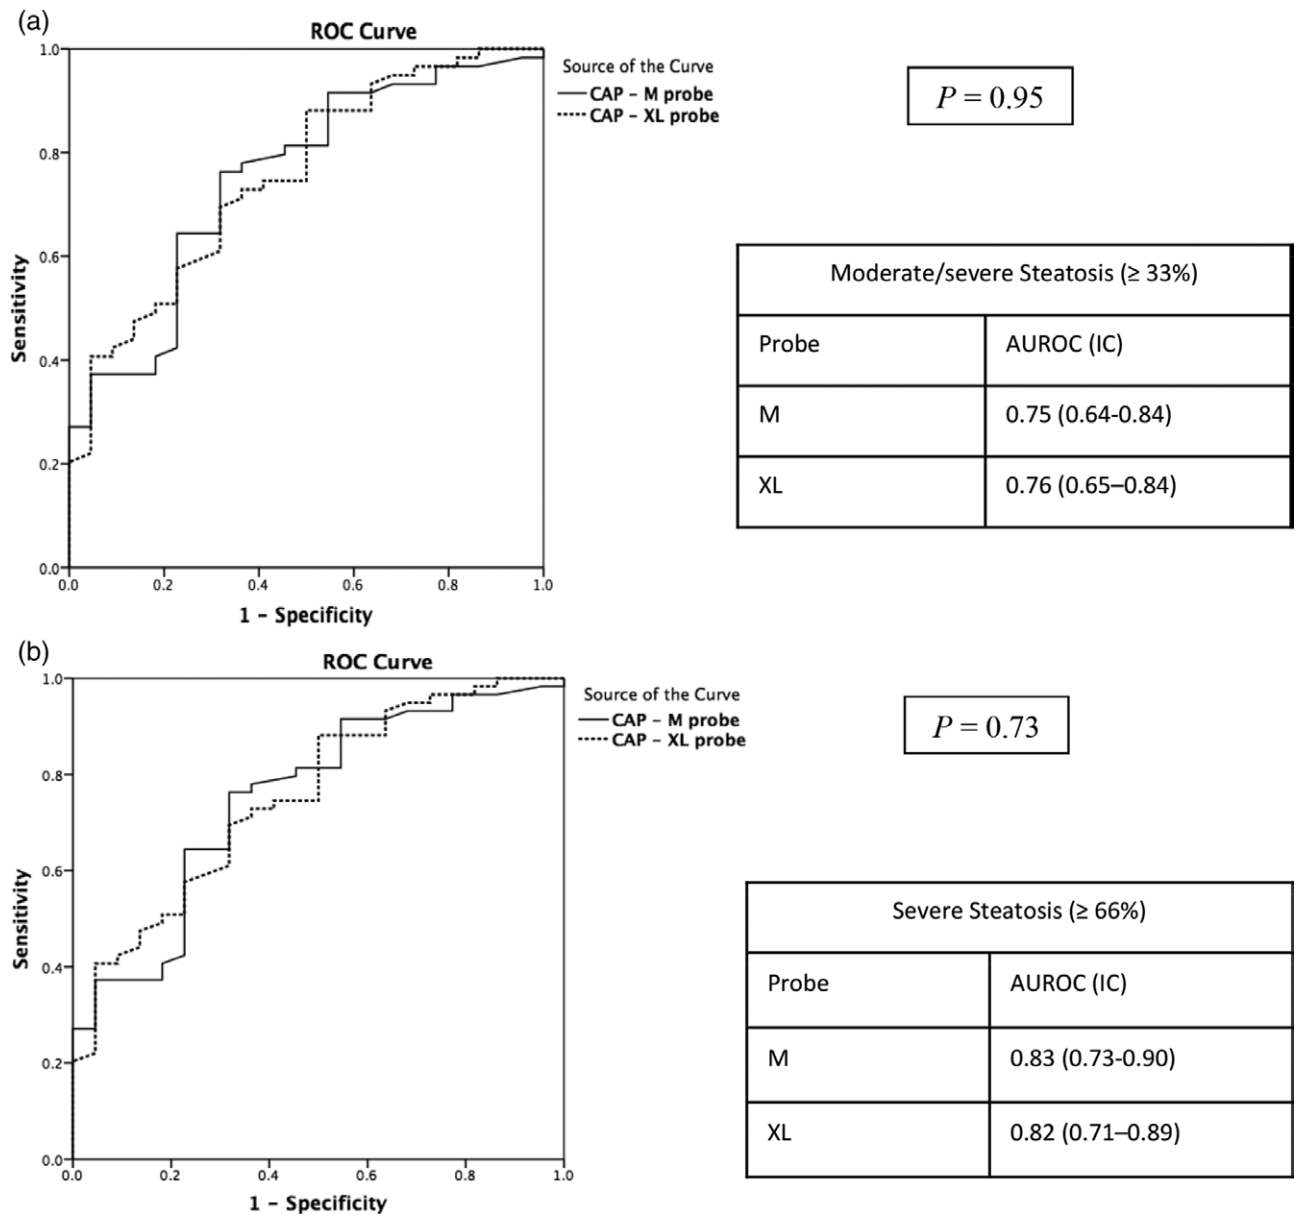 (a)
ROC Curve
Source of the Curve
CAP – M probe
CAP – XL probe
P = 0.95
1.0
0.8
0.6
0.4
0.2
0.0
Sensitivity
0.0 0.2 0.4 0.6 0.8 1.0
1 – Specificity
Moderate/severe Steatosis (≥ 33%)
Probe AUROC (IC)
M 0.75 (0.64-0.84)
XL 0.76 (0.65–0.84)
(b)
ROC Curve
Source of the Curve
CAP – M probe
CAP – XL probe
P = 0.73
1.0
0.8
0.6
0.4
0.2
0.0
Sensitivity
0.0 0.2 0.4 0.6 0.8 1.0
1 – Specificity
Severe Steatosis (≥ 66%)
Probe AUROC (IC)
M 0.83 (0.73-0.90)
XL 0.82 (0.71–0.89)